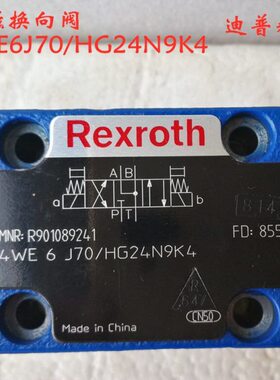 换向阀
迪普
WE6J70/HG24N9K4
Rexroth
A B
a b
P T
MNR: R901089241
FD: 855
4WE 6 J70/HG24N9K4
CN50
Made in China